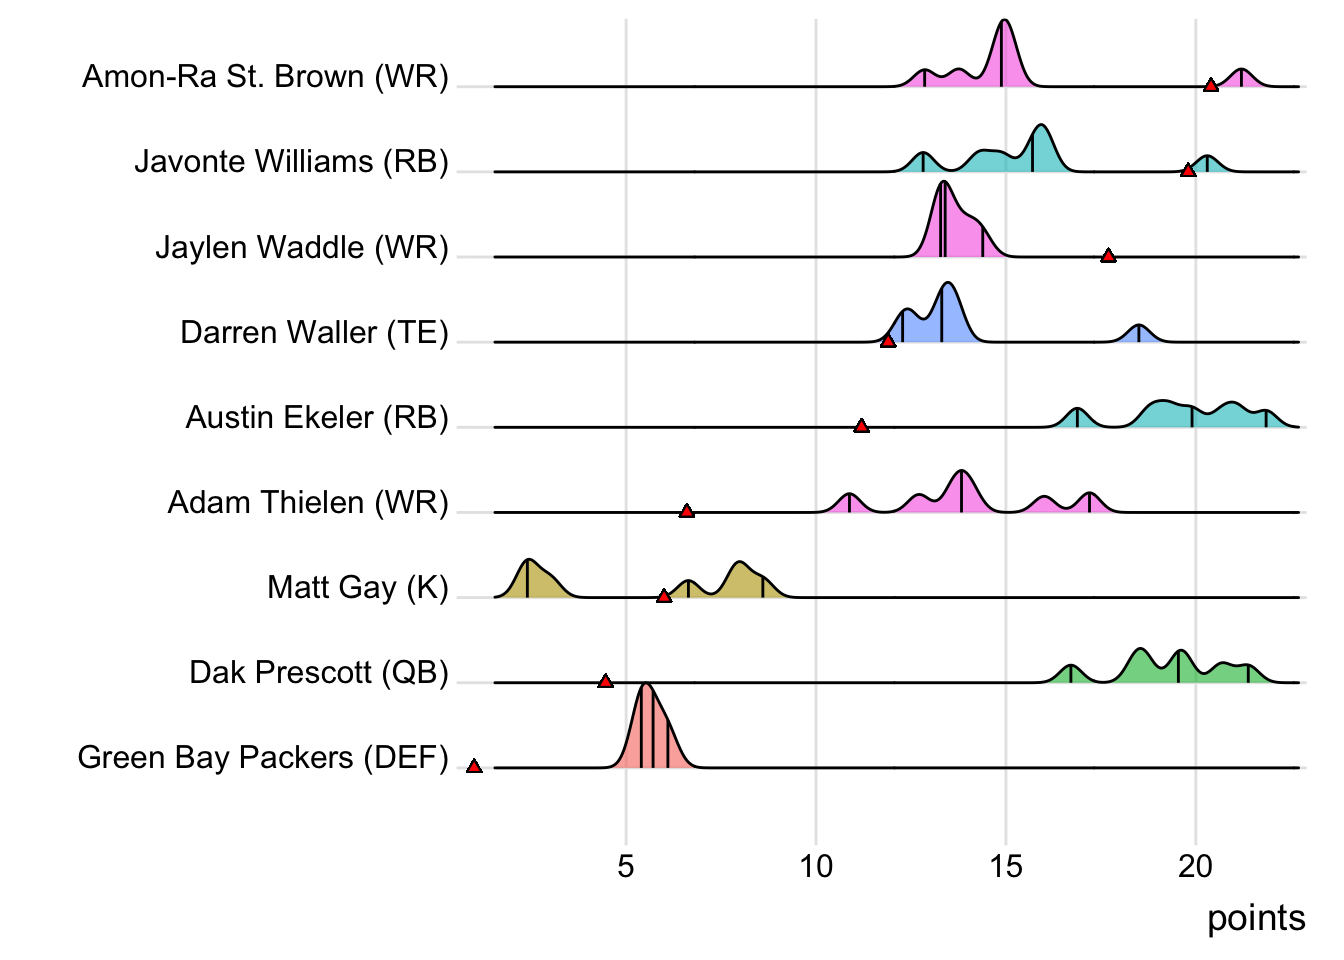 Amon-Ra St. Brown (WR)
Javonte Williams (RB)
Jaylen Waddle (WR)
Darren Waller (TE)
Austin Ekeler (RB)
Adam Thielen (WR)
Matt Gay (K)
Dak Prescott (QB)
Green Bay Packers (DEF)
5 10 15 20
points